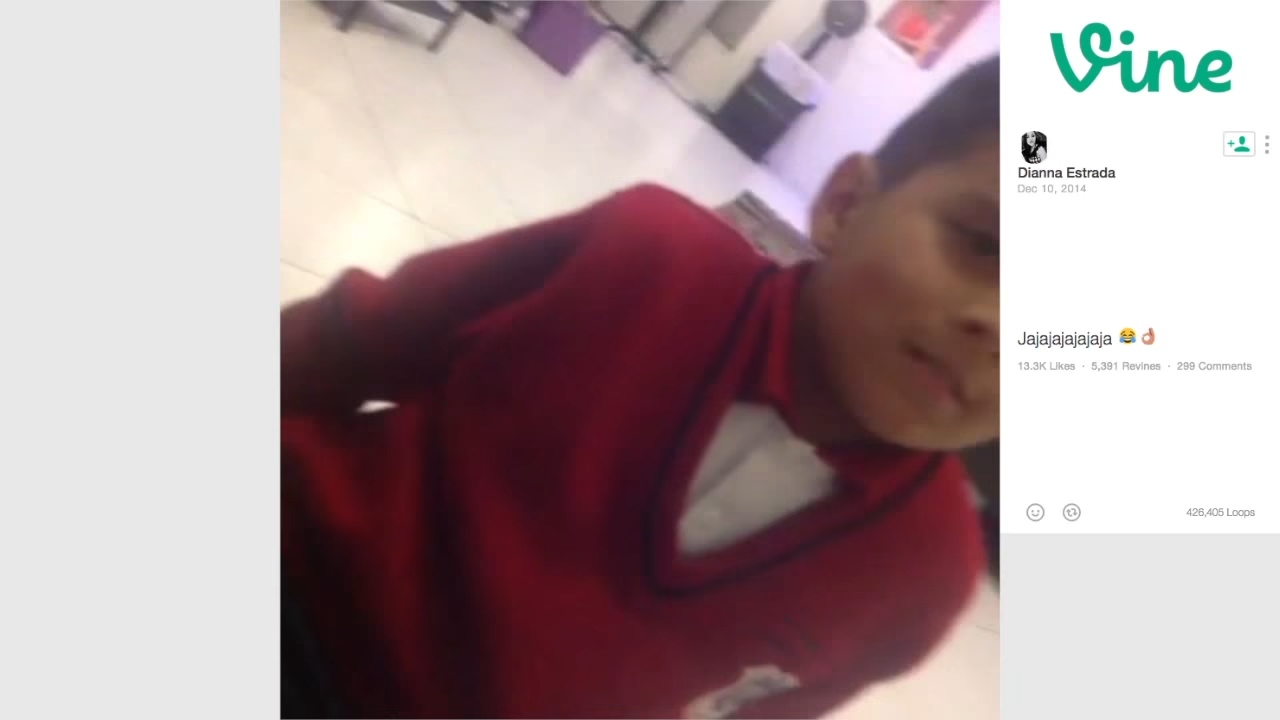 Vine
Dianna Estrada
Dec 10, 2014
Jajajajajajaja 😂👌
13.3K Likes · 5,391 Revines · 299 Comments
426,405 Loops